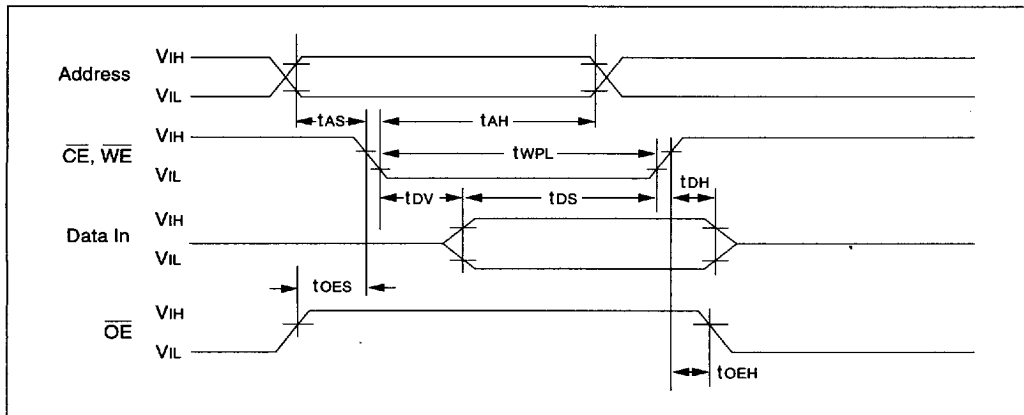 Address
VIH
VIL
tAS
tAH
CE, WE
VIH
VIL
tWPL
tDV
tDS
tDH
Data In
VIH
VIL
tOES
OE
VIH
VIL
tOEH